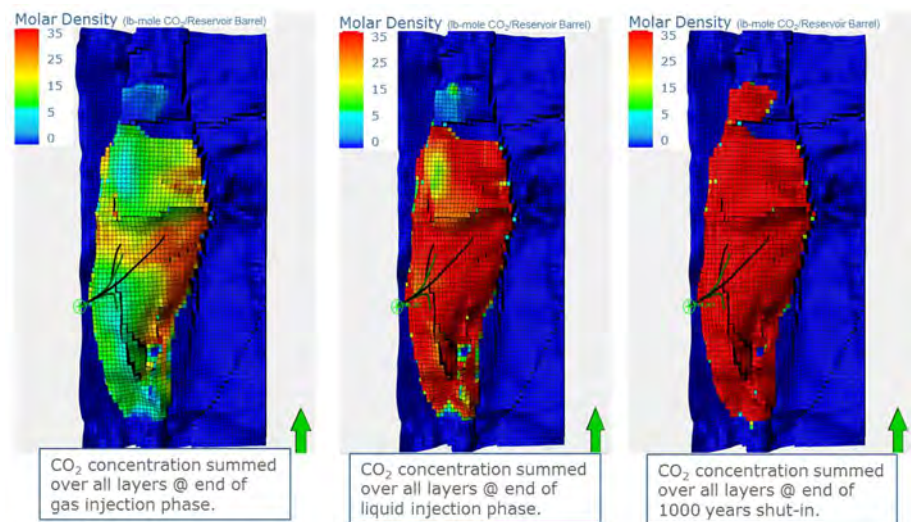 Molar Density (lb-mole CO₂/Reservoir Barrel)
35
25
15
5
0
CO₂ concentration summed
over all layers @ end of
gas injection phase.
Molar Density (lb-mole CO₂/Reservoir Barrel)
35
25
15
5
0
CO₂ concentration summed
over all layers @ end of
liquid injection phase.
Molar Density (lb-mole CO₂/Reservoir Barrel)
35
25
15
5
0
CO₂ concentration summed
over all layers @ end of
1000 years shut-in.